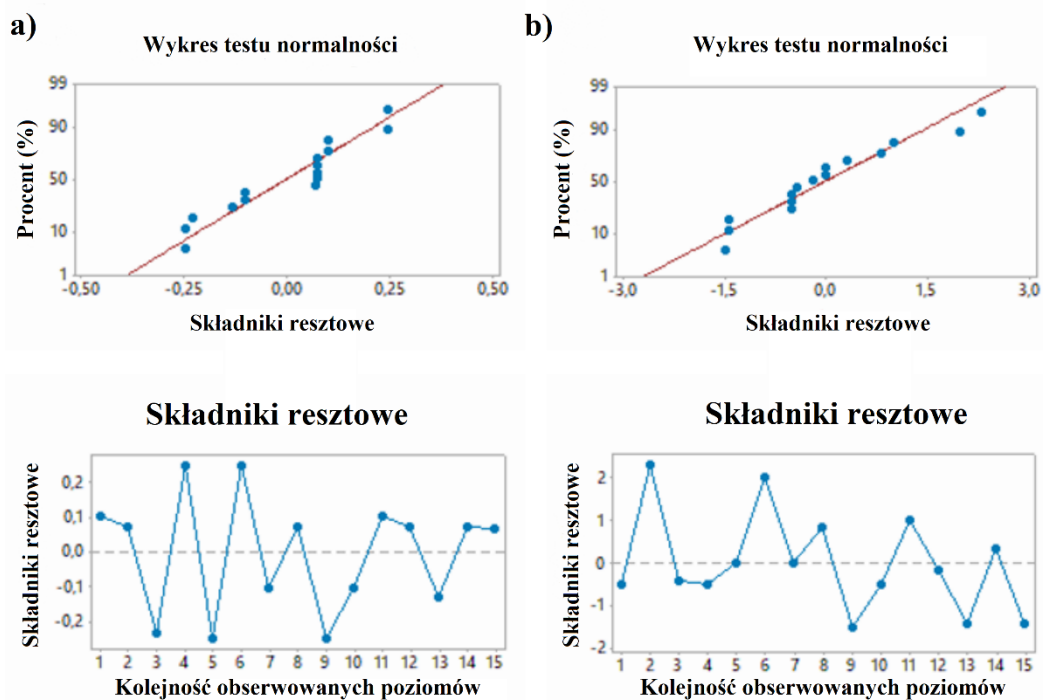 a)
Wykres testu normalności
Procent (%)
99
90
50
10
1
-0,50
-0,25
0,00
0,25
0,50
Składniki resztowe
b)
Wykres testu normalności
Procent (%)
99
90
50
10
1
-3,0
-1,5
0,0
1,5
3,0
Składniki resztowe
Składniki resztowe
Składniki resztowe
0,2
0,1
0,0
-0,1
-0,2
1 2 3 4 5 6 7 8 9 10 11 12 13 14 15
Kolejność obserwowanych poziomów
Składniki resztowe
Składniki resztowe
2
1
0
-1
-2
1 2 3 4 5 6 7 8 9 10 11 12 13 14 15
Kolejność obserwowanych poziomów